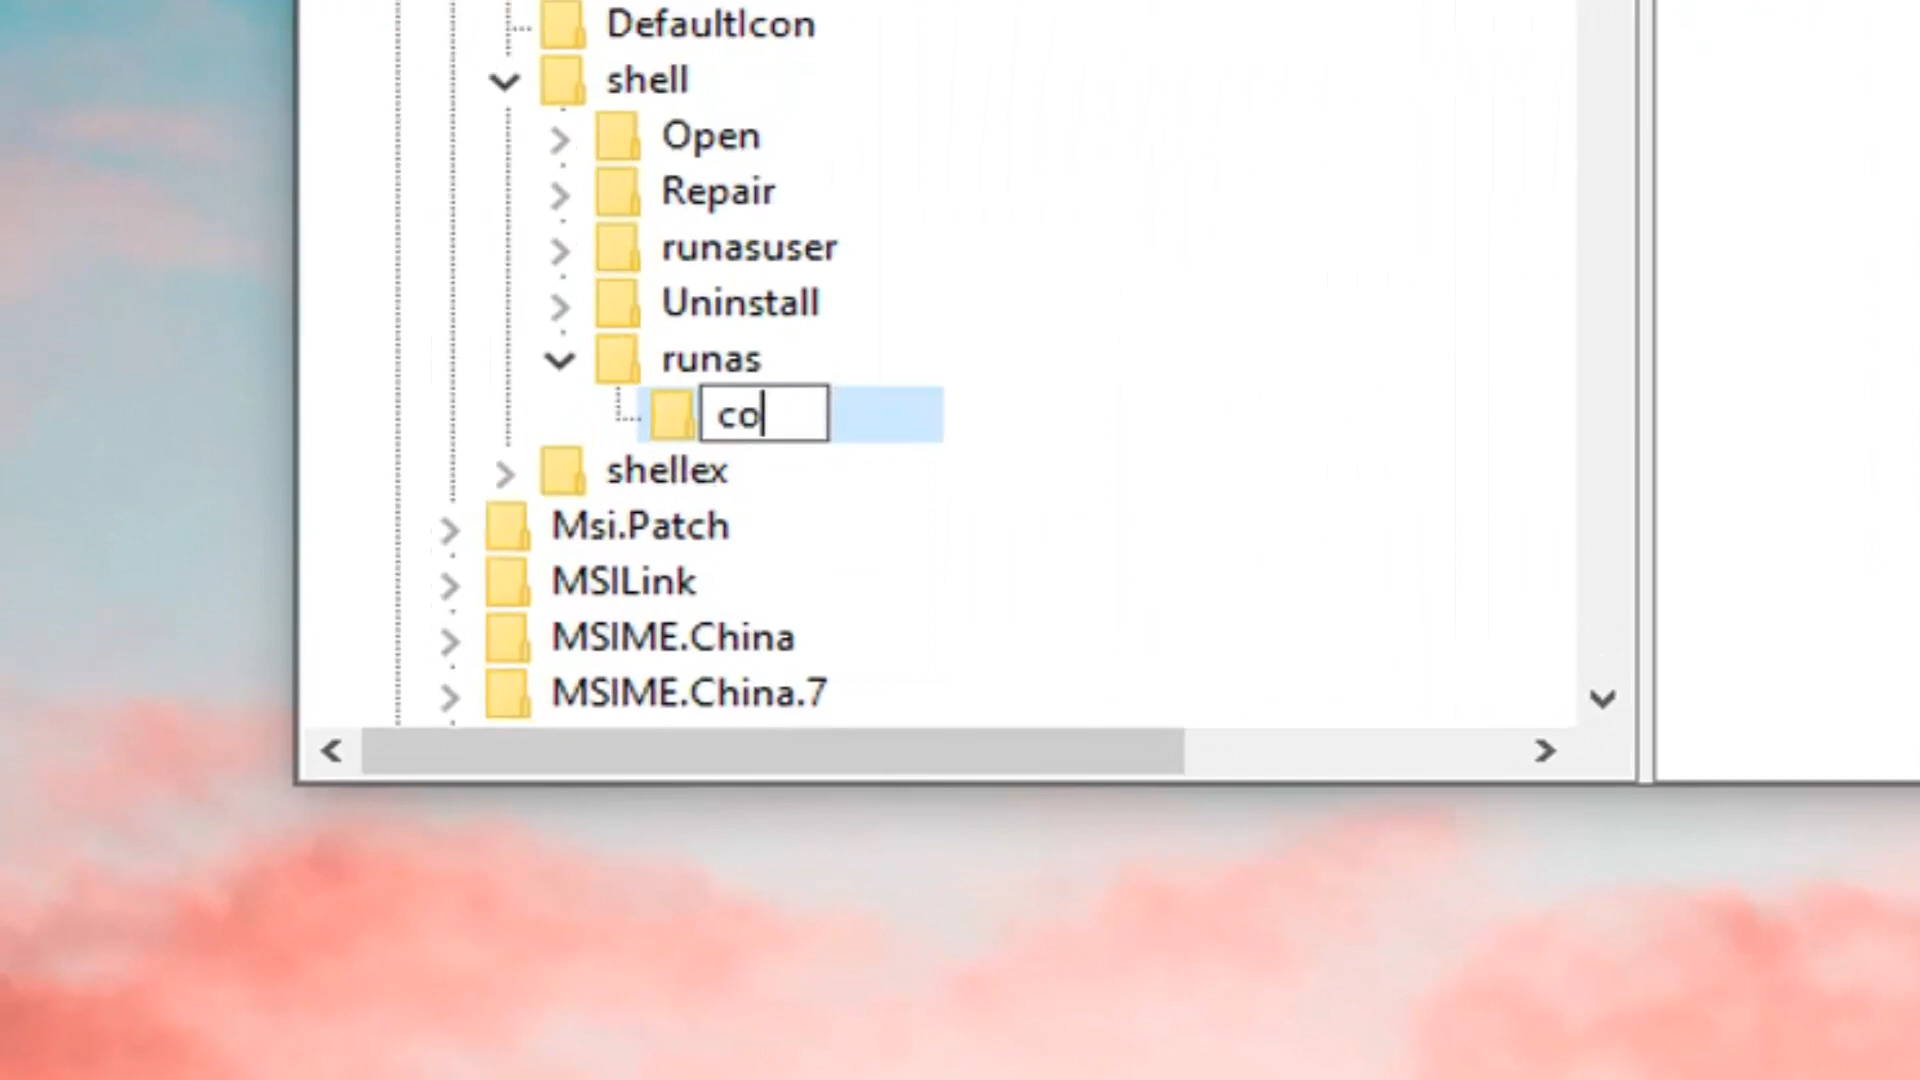 DefaultIcon
shell
Open
Repair
runasuser
Uninstall
runas
co
shellex
Msi.Patch
MSILink
MSIME.China
MSIME.China.7